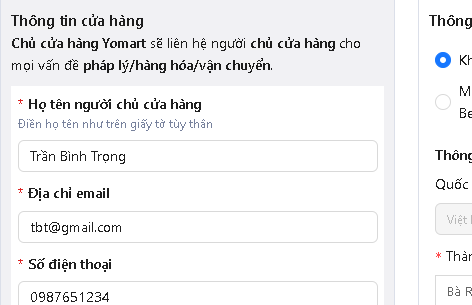 Thông tin cửa hàng
Chủ cửa hàng Yomart sẽ liên hệ người chủ cửa hàng cho
mọi vấn đề pháp lý/hàng hóa/vận chuyển.
* Họ tên người chủ cửa hàng
Điền họ tên như trên giấy tờ tùy thân
Trần Bình Trọng
* Địa chỉ email
tbt@gmail.com
* Số điện thoại
0987651234
Thông
Thông
Quốc
Việt
Bà